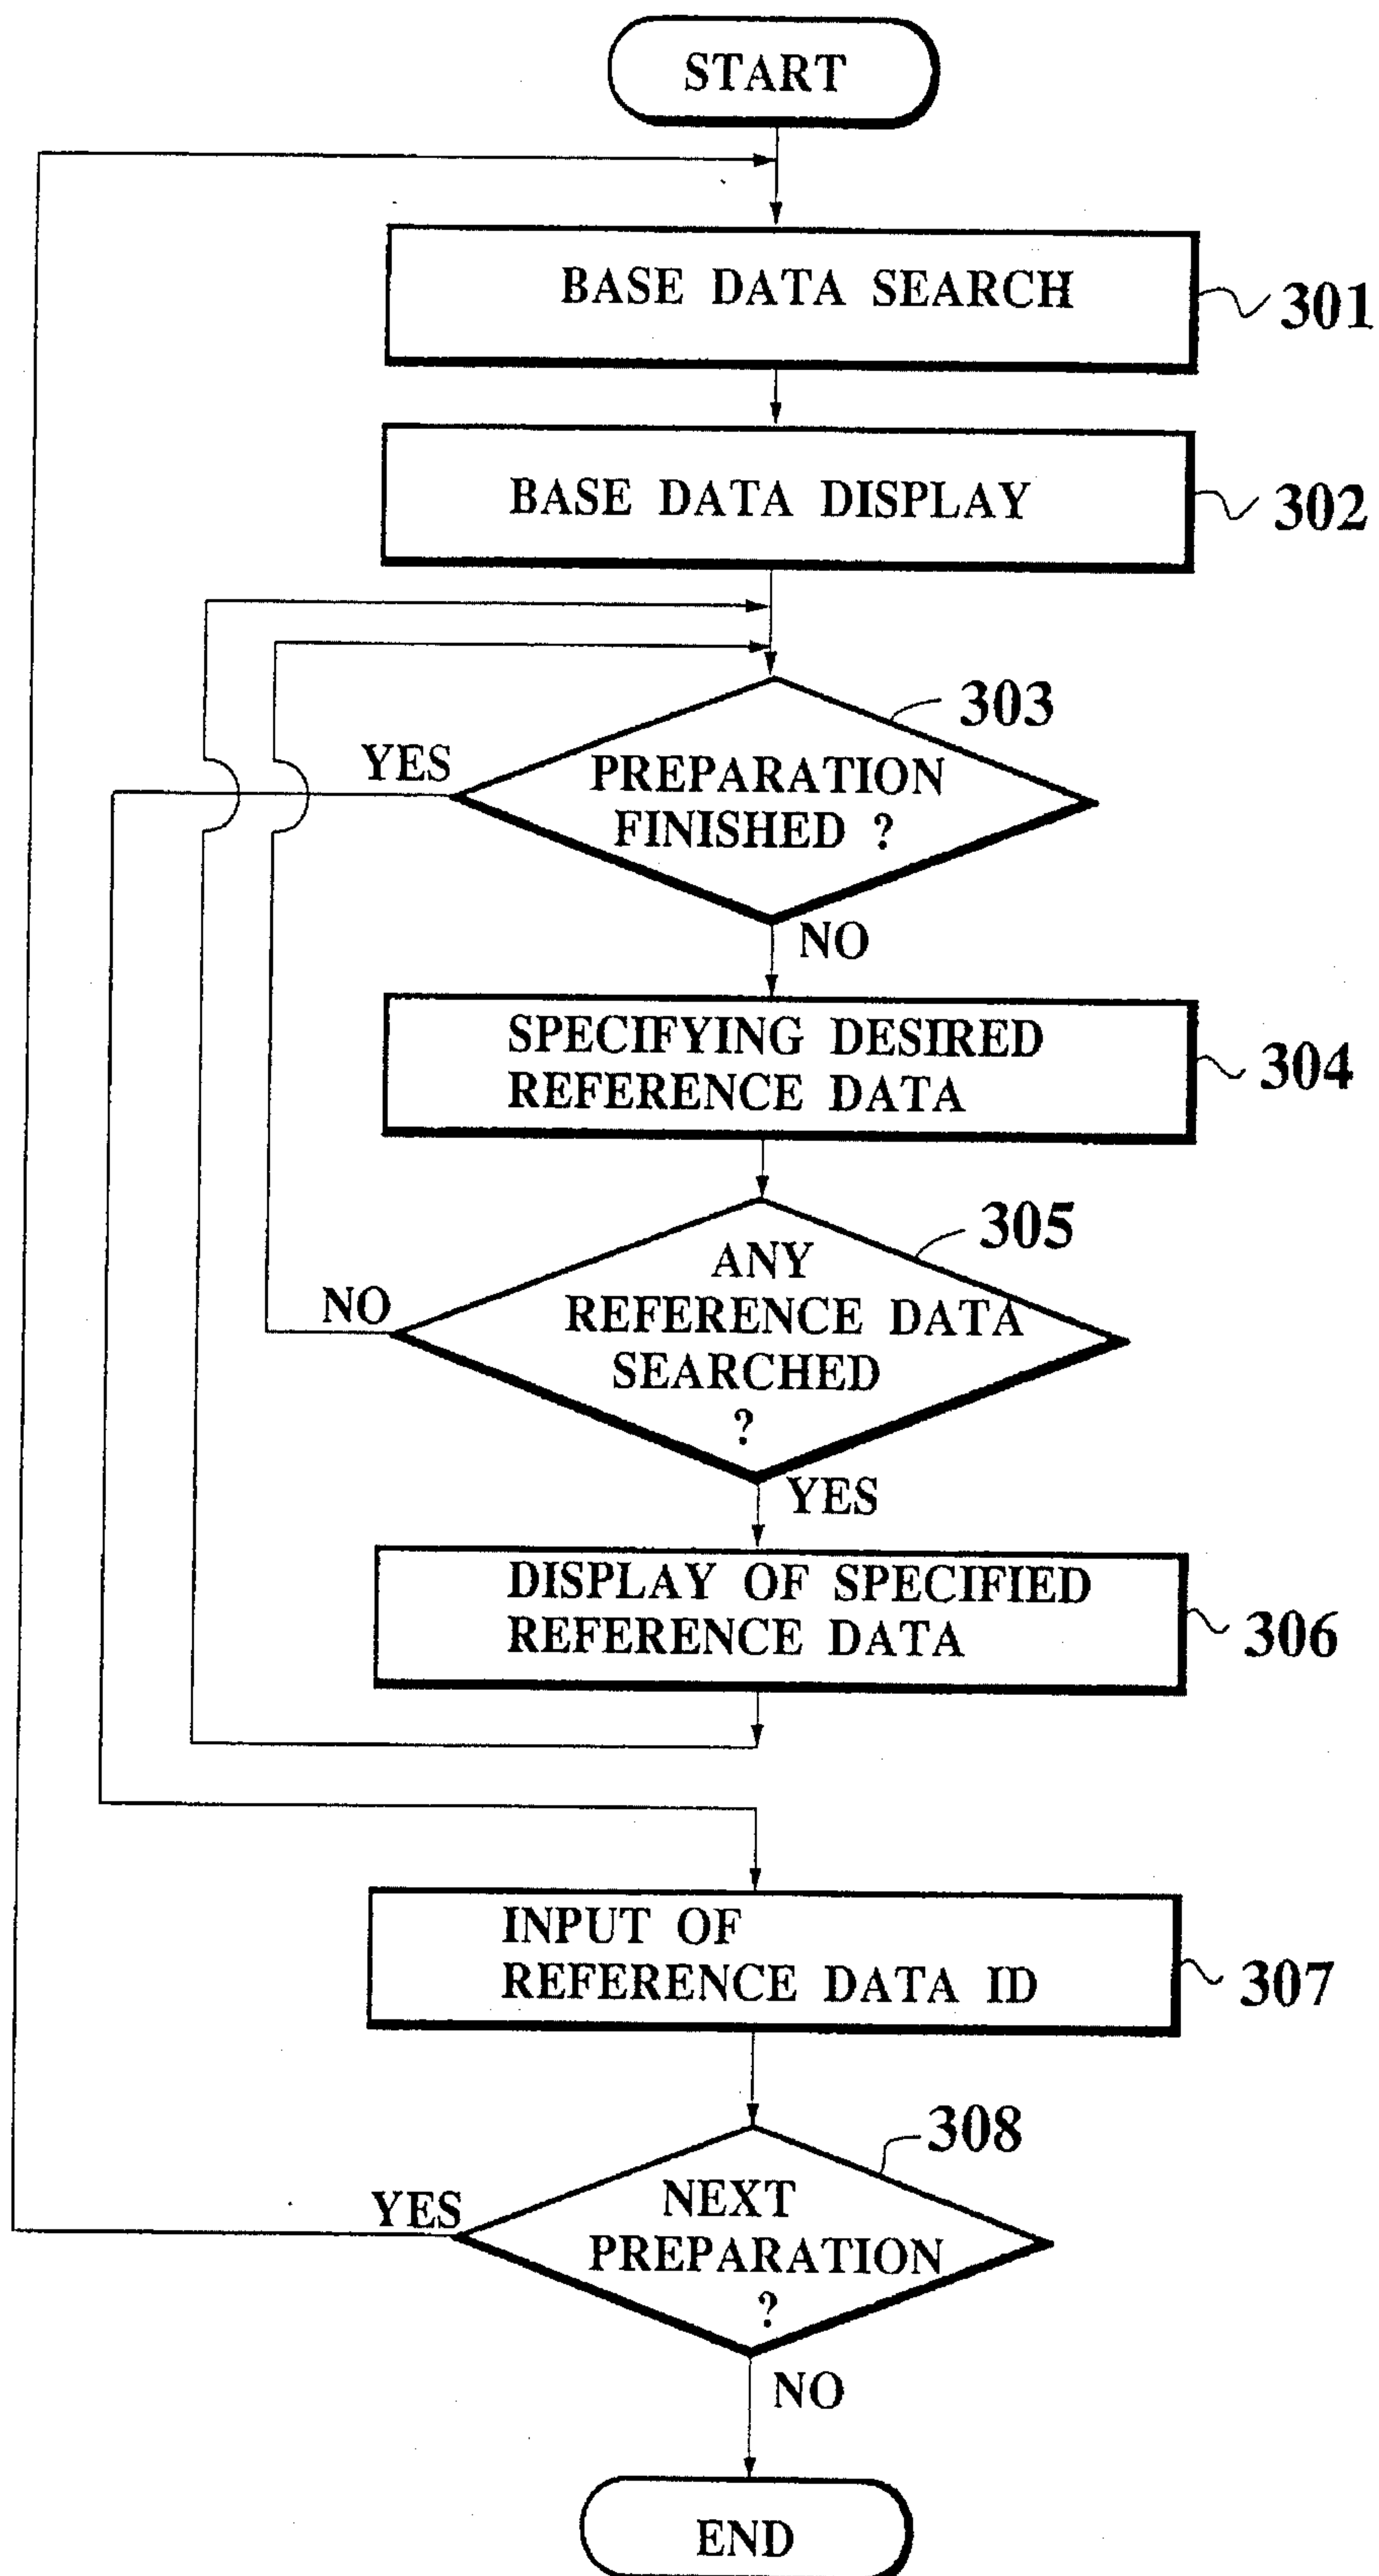 START
BASE DATA SEARCH
301
BASE DATA DISPLAY
302
303
YES
PREPARATION
FINISHED ?
NO
SPECIFYING DESIRED
REFERENCE DATA
304
305
ANY
NO
REFERENCE DATA
SEARCHED
?
YES
DISPLAY OF SPECIFIED
REFERENCE DATA
306
INPUT OF
REFERENCE DATA ID
307
308
YES
NEXT
PREPARATION
?
NO
END